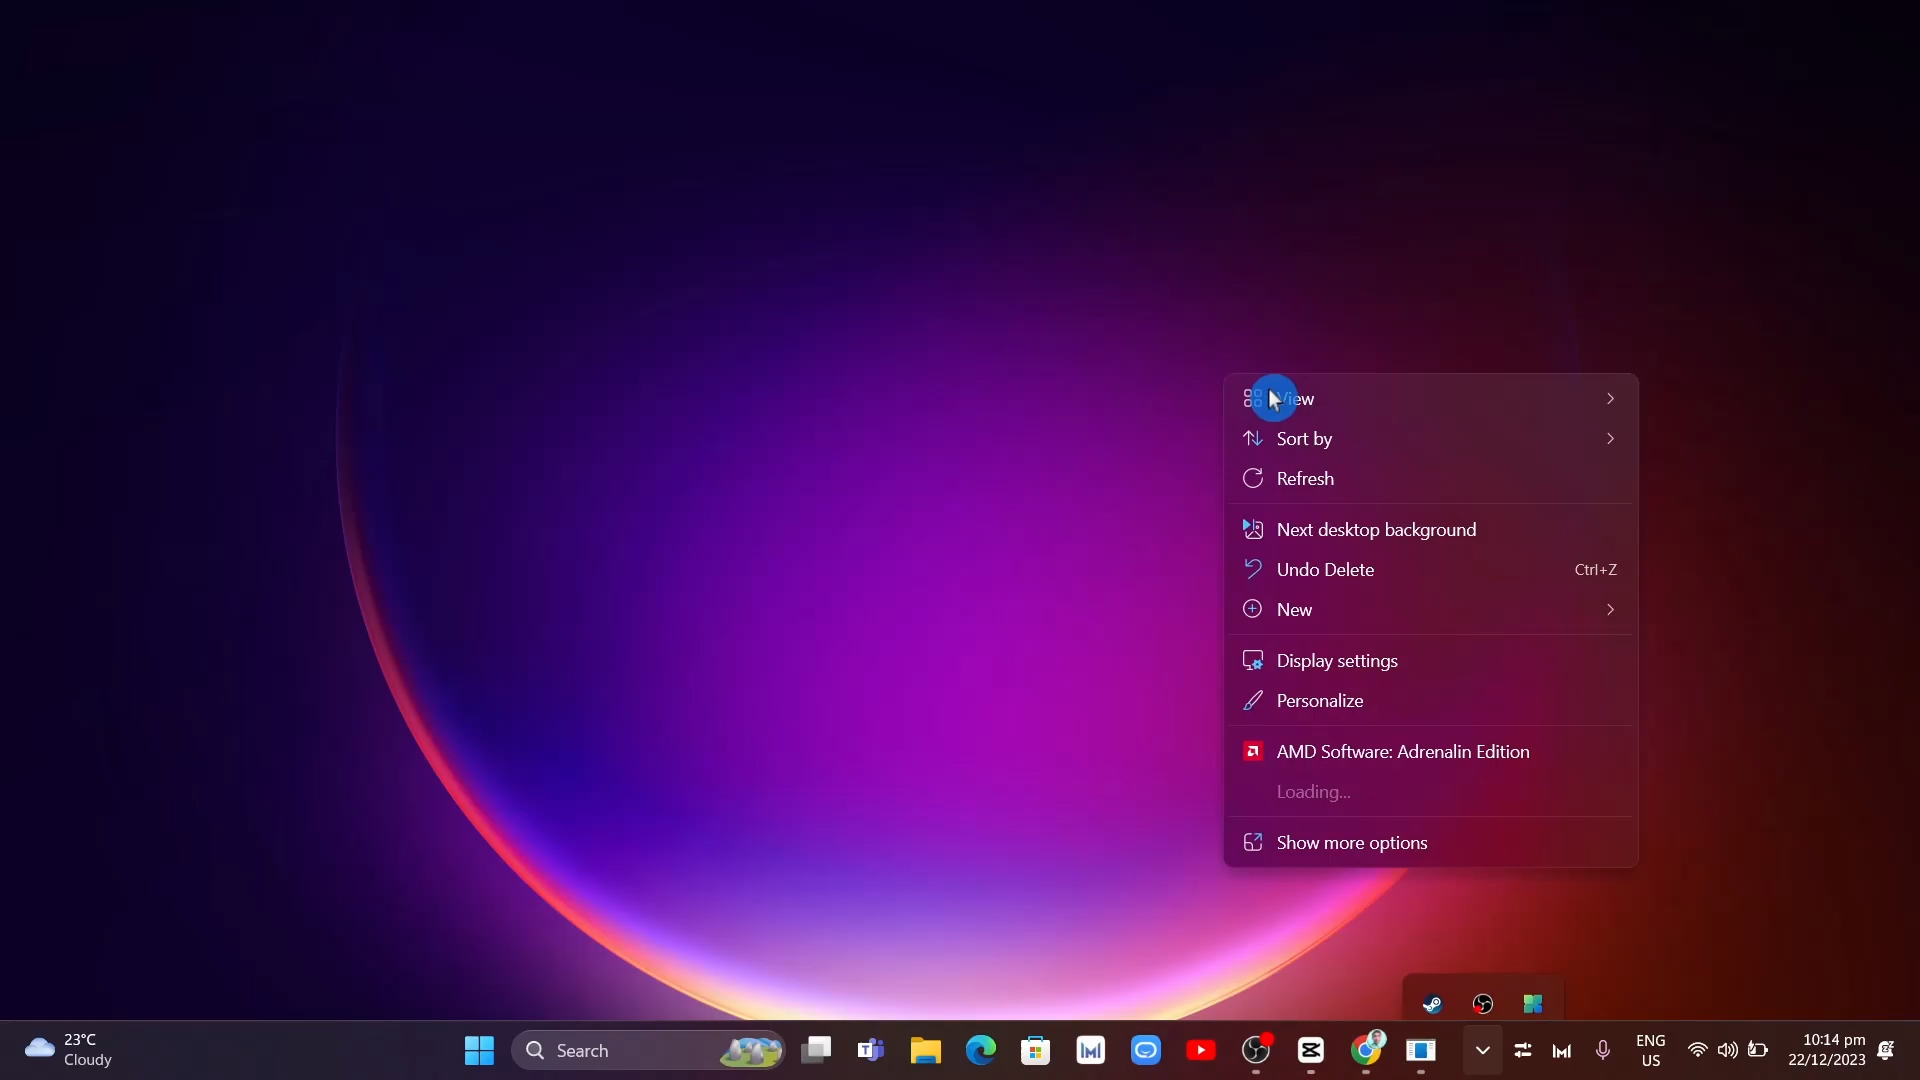 View
Sort by
Refresh
Next desktop background
Undo Delete Ctrl+Z
New
Display settings
Personalize
AMD Software: Adrenalin Edition
Loading...
Show more options
23°C
Cloudy
Search
ENG
US
10:14 pm
22/12/2023